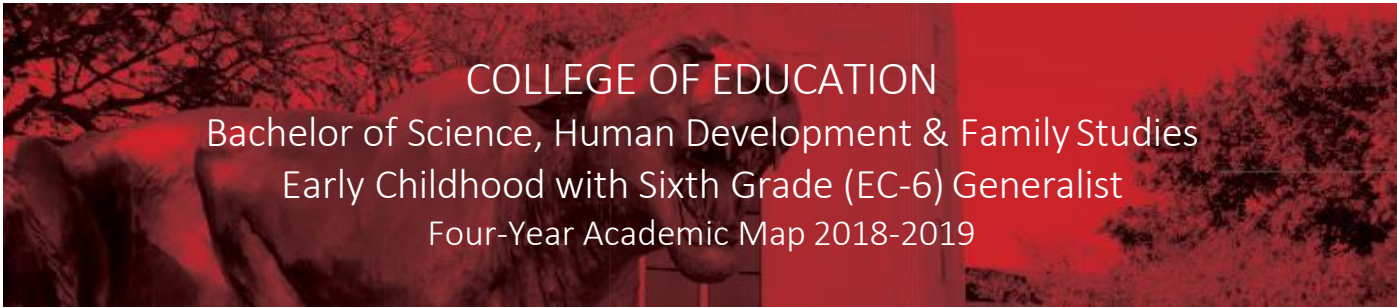 COLLEGE OF EDUCATION
Bachelor of Science, Human Development & Family Studies
Early Childhood with Sixth Grade (EC-6) Generalist
Four-Year Academic Map 2018-2019